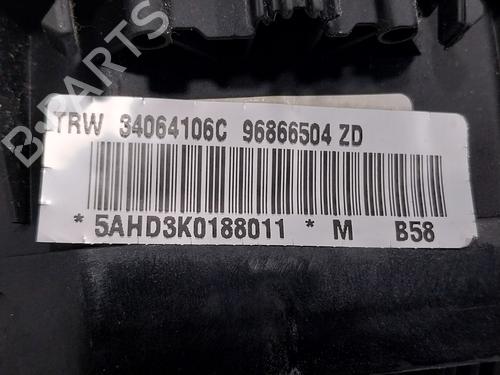 B-PARTS
TRW 34064106C 96866504 ZD
* 5AHD3K0188011 * M B58